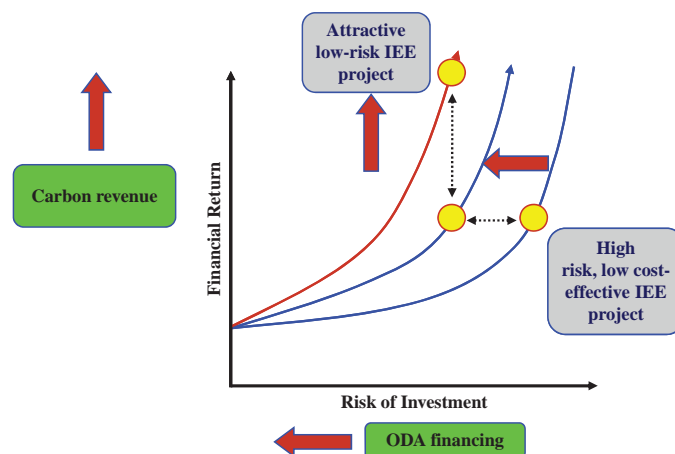 Attractive
low-risk IEE
project
Carbon revenue
Financial Return
High
risk, low cost-
effective IEE
project
Risk of Investment
ODA financing